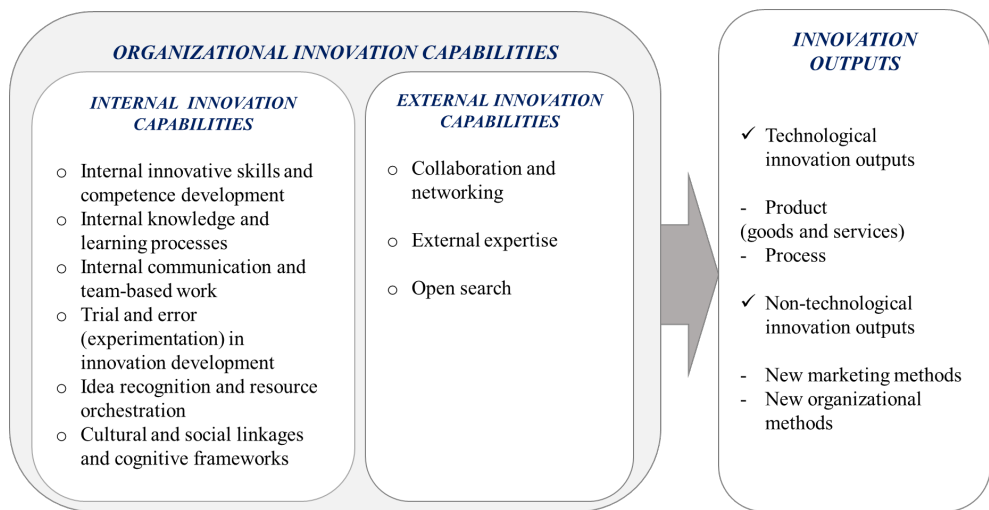 ORGANIZATIONAL INNOVATION CAPABILITIES
INTERNAL INNOVATION
CAPABILITIES
o Internal innovative skills and
competence development
o Internal knowledge and
learning processes
o Internal communication and
team-based work
o Trial and error
(experimentation) in
innovation development
o Idea recognition and resource
orchestration
o Cultural and social linkages
and cognitive frameworks
EXTERNAL INNOVATION
CAPABILITIES
o Collaboration and
networking
o External expertise
o Open search
INNOVATION
OUTPUTS
✓ Technological
innovation outputs
- Product
(goods and services)
- Process
✓ Non-technological
innovation outputs
- New marketing methods
- New organizational
methods